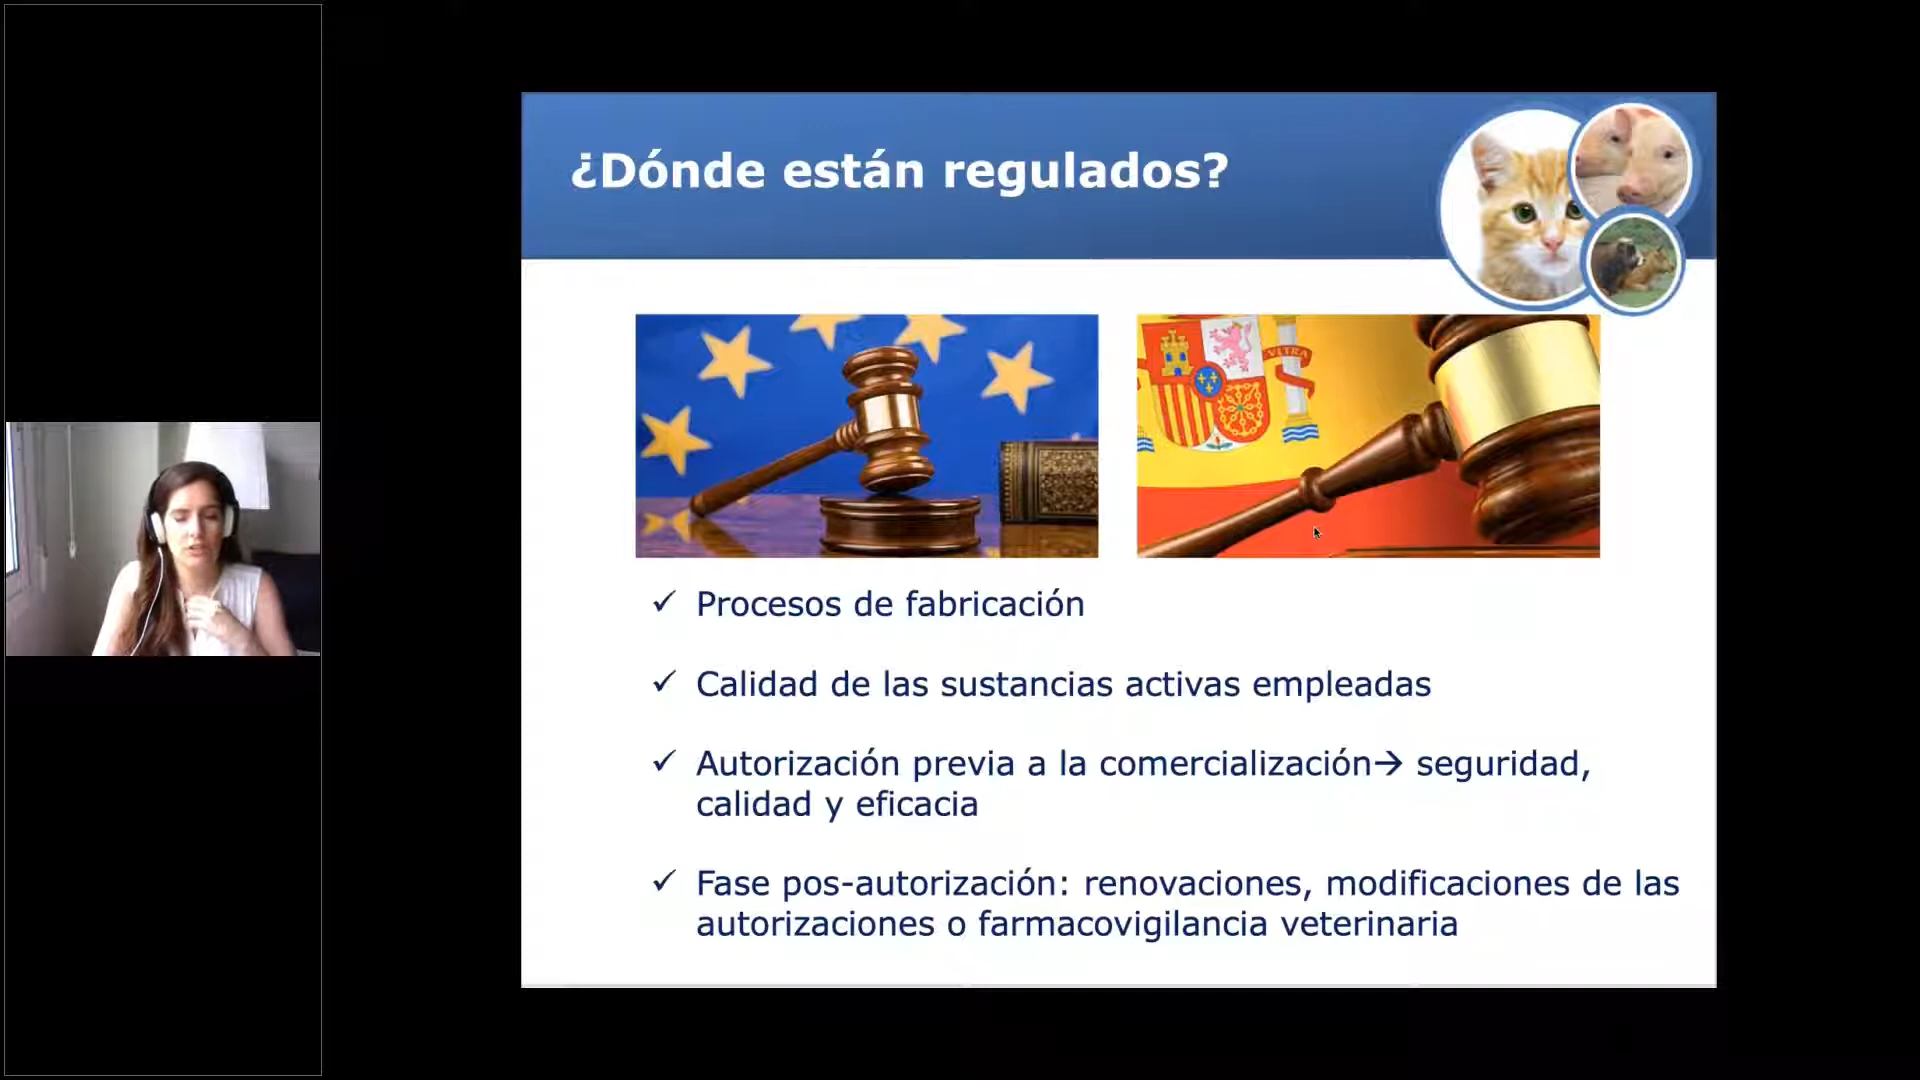 ¿Dónde están regulados?
VLTRA
✓ Procesos de fabricación
✓ Calidad de las sustancias activas empleadas
✓ Autorización previa a la comercialización→ seguridad,
calidad y eficacia
✓ Fase pos-autorización: renovaciones, modificaciones de las
autorizaciones o farmacovigilancia veterinaria